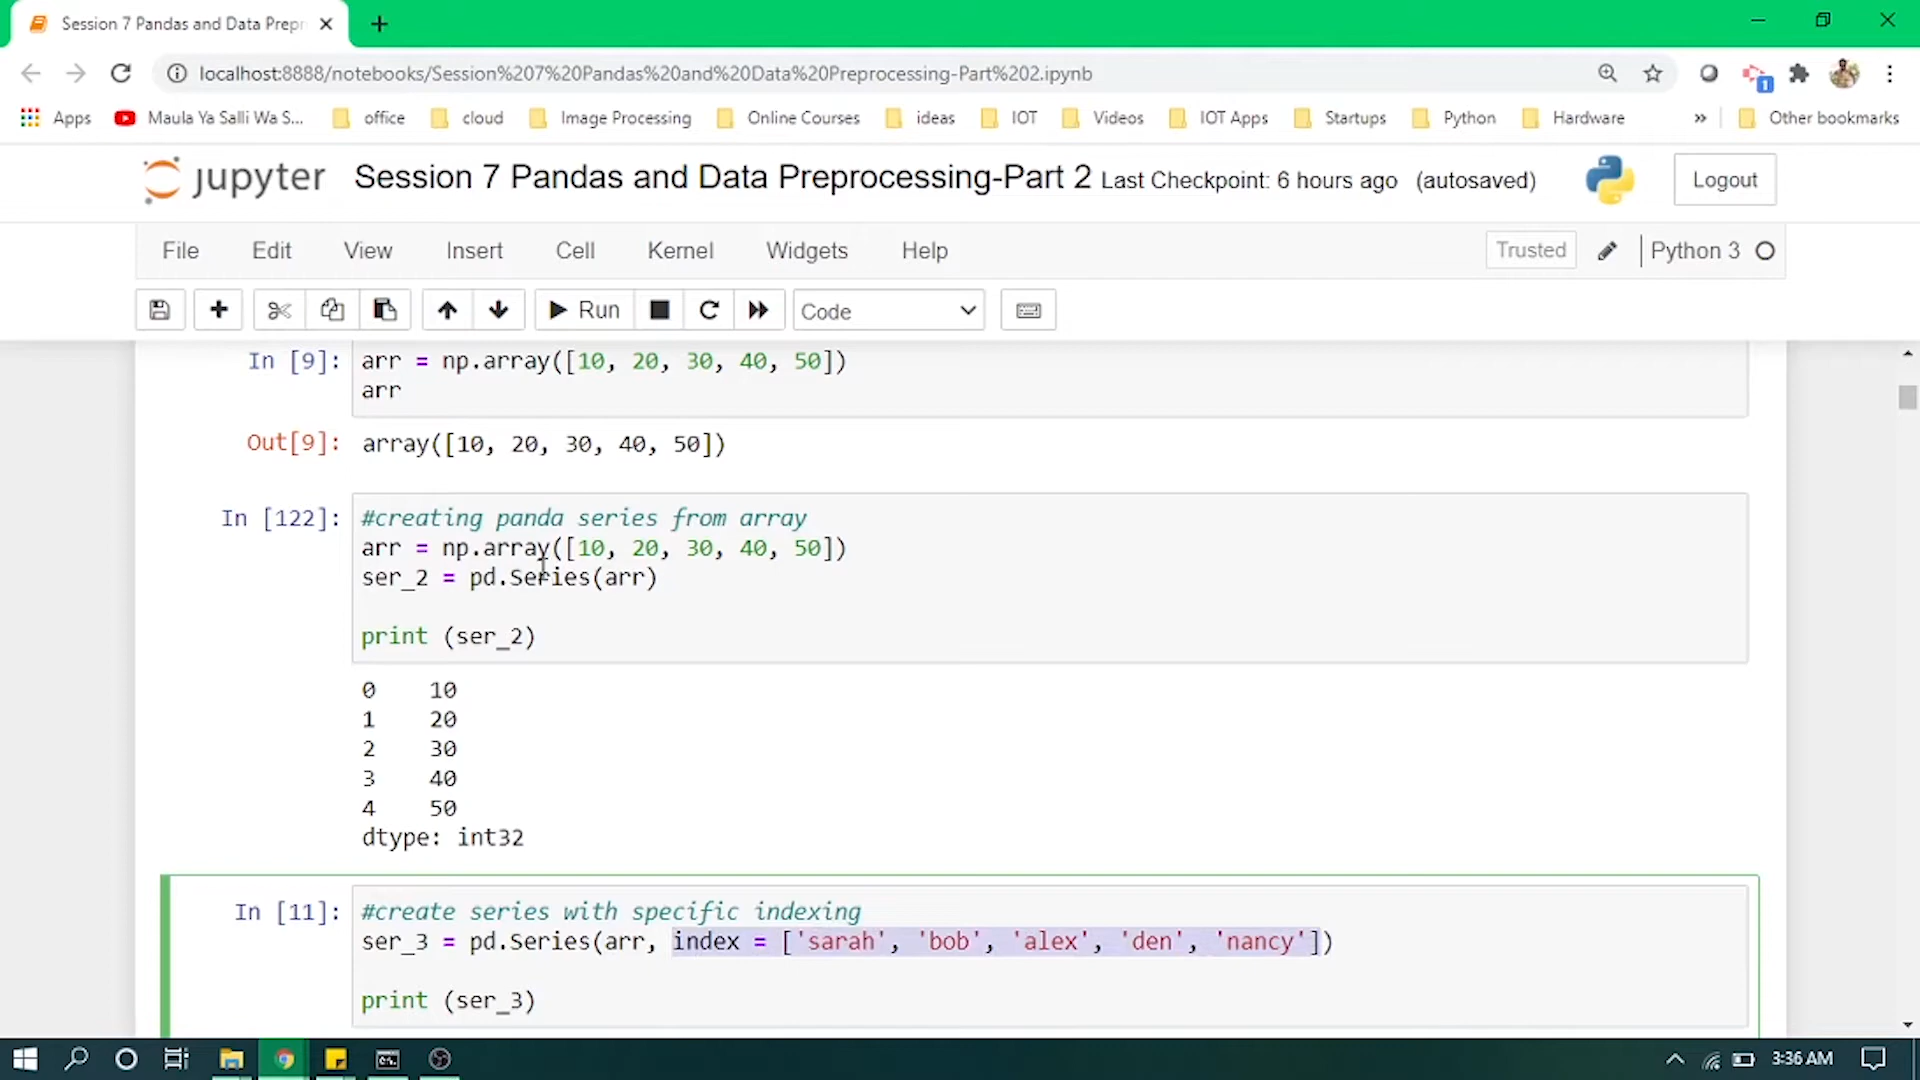 Session 7 Pandas and Data Prepr
localhost:8888/notebooks/Session%207%20Pandas%20and%20Data%20Preprocessing-Part%202.ipynb
1
Apps Maula Ya Salli Wa S... office cloud Image Processing Online Courses ideas IOT Videos IOT Apps Startups Python Hardware » Other bookmarks
jupyter Session 7 Pandas and Data Preprocessing-Part 2 Last Checkpoint: 6 hours ago (autosaved) Logout
File Edit View Insert Cell Kernel Widgets Help Trusted Python 3
Run Code
In [9]: arr = np.array([10, 20, 30, 40, 50])
arr
Out[9]: array([10, 20, 30, 40, 50])
In [122]: #creating panda series from array
arr = np.array([10, 20, 30, 40, 50])
ser_2 = pd.Series(arr)
print (ser_2)
0 10
1 20
2 30
3 40
4 50
dtype: int32
In [11]: #create series with specific indexing
ser_3 = pd.Series(arr, index = ['sarah', 'bob', 'alex', 'den', 'nancy'])
print (ser_3)
3:36 AM